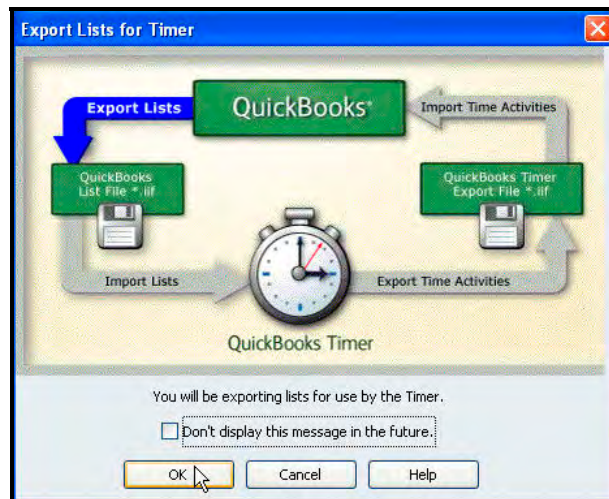 Export Lists for Timer
Export Lists
QuickBooks®
Import Time Activities
QuickBooks
List File *.iif
QuickBooks Timer
Export File *.iif
Import Lists
Export Time Activities
QuickBooks Timer
You will be exporting lists for use by the Timer.
Don't display this message in the future.
OK
Cancel
Help